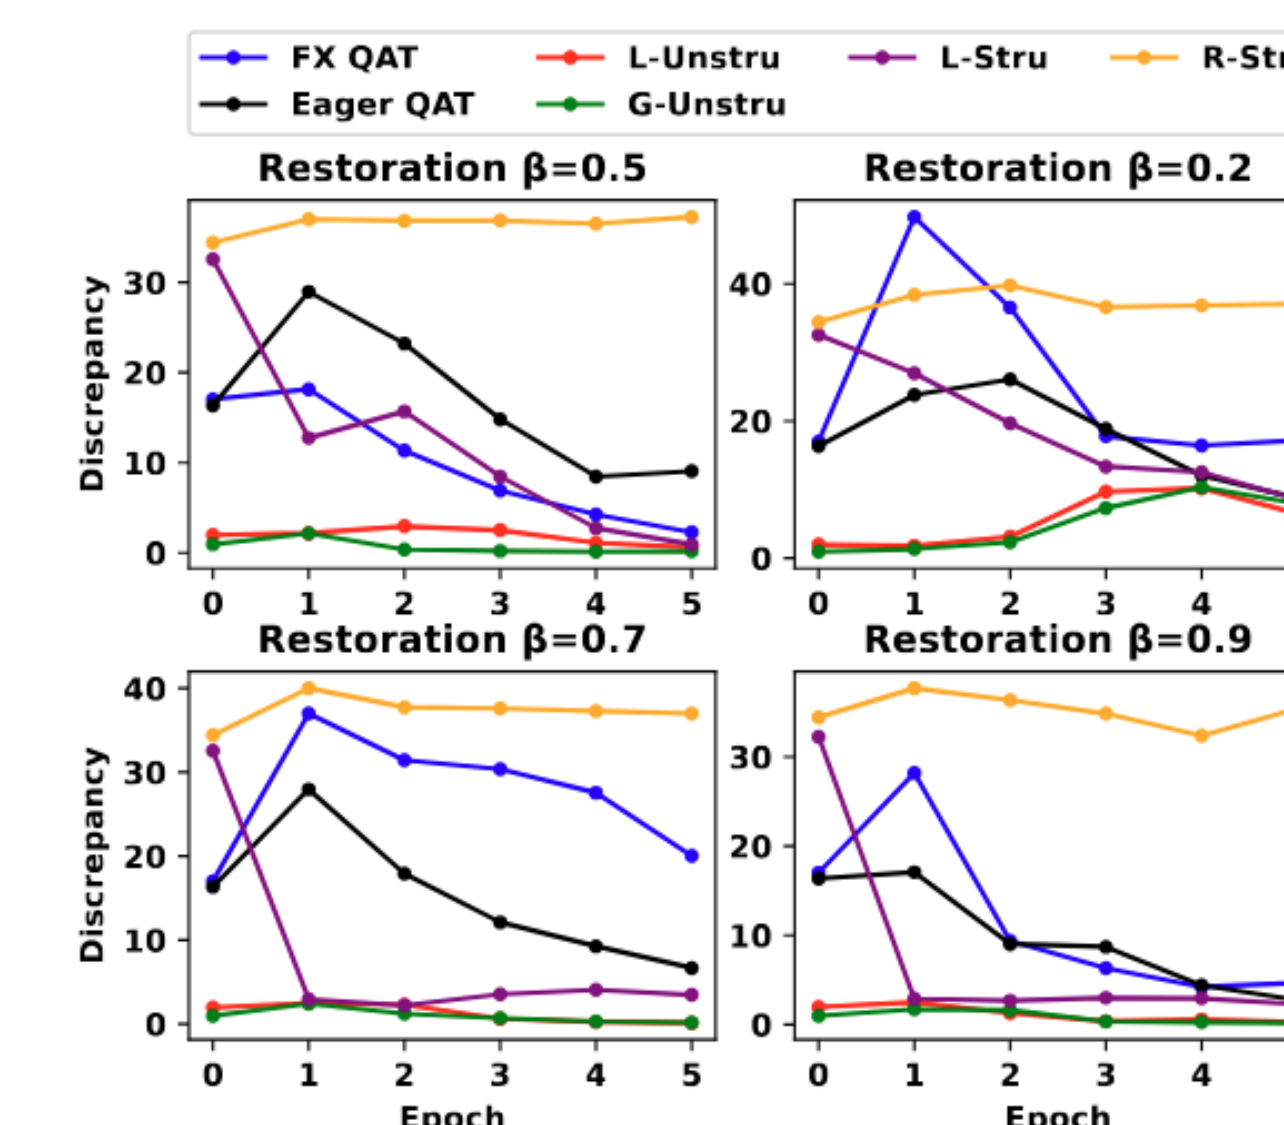 FX QAT L-Unstru L-Stru
Eager QAT G-Unstru
Restoration β=0.5 Restoration β=0.2
Discrepancy
30
20
10
0
0 1 2 3 4 5
40
20
0
0 1 2 3 4
Restoration β=0.7 Restoration β=0.9
Discrepancy
40
30
20
10
0
0 1 2 3 4 5
30
20
10
0
0 1 2 3 4
Epoch Epoch